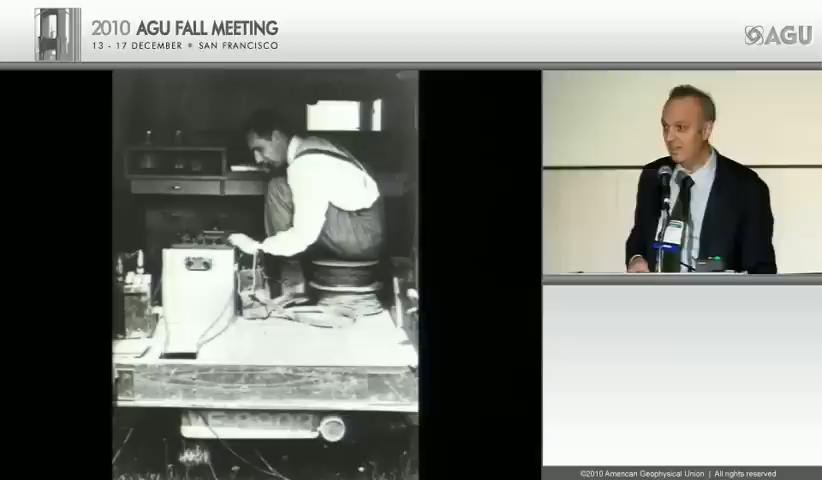 2010 AGU FALL MEETING
13 - 17 DECEMBER • SAN FRANCISCO
AGU
©2010 American Geophysical Union | All rights reserved